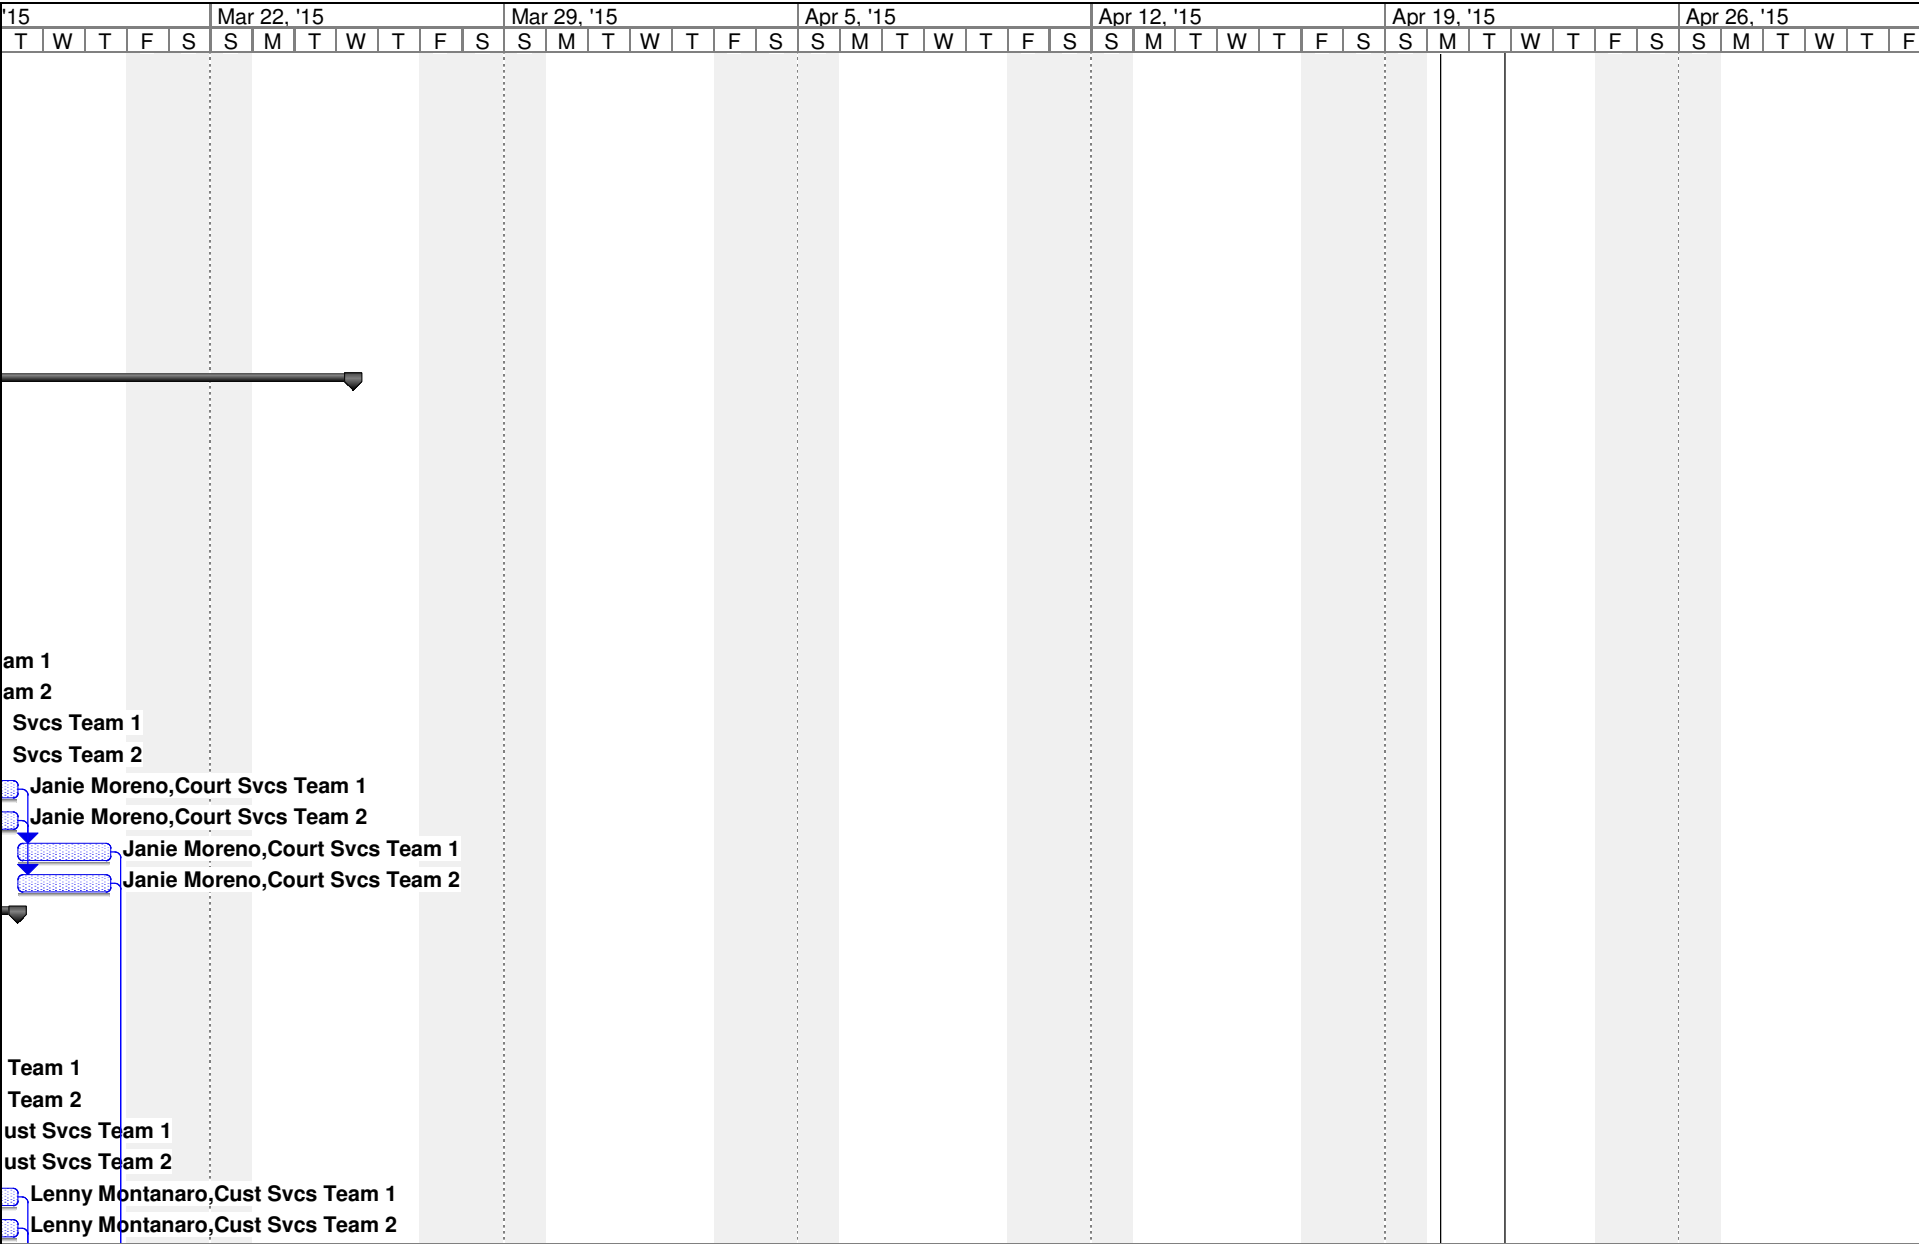 '15 Mar 22, '15 Mar 29, '15 Apr 5, '15 Apr 12, '15 Apr 19, '15 Apr 26, '15
T W T F S S M T W T F S S M T W T F S S M T W T F S S M T W T F S S M T W T F S S M T W T F
am 1
am 2
Svcs Team 1
Svcs Team 2
Janie Moreno,Court Svcs Team 1
Janie Moreno,Court Svcs Team 2
Janie Moreno,Court Svcs Team 1
Janie Moreno,Court Svcs Team 2
Team 1
Team 2
ust Svcs Team 1
ust Svcs Team 2
Lenny Montanaro,Cust Svcs Team 1
Lenny Montanaro,Cust Svcs Team 2